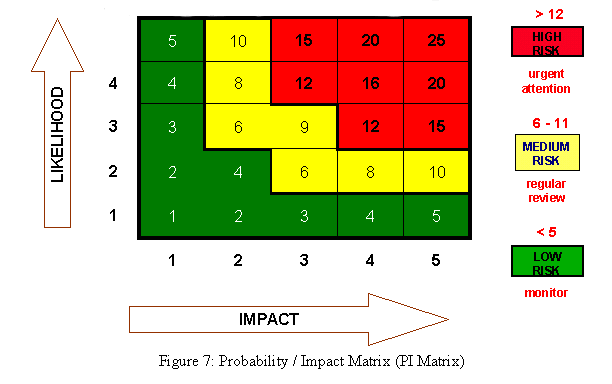 > 12
5 10 15 20 25
HIGH
RISK
urgent
attention
4 4 8 12 16 20
LIKELIHOOD
3 3 6 9 12 15
6 - 11
MEDIUM
RISK
regular
review
2 2 4 6 8 10
1 1 2 3 4 5
< 5
LOW
RISK
monitor
1 2 3 4 5
IMPACT
Figure 7: Probability / Impact Matrix (PI Matrix)